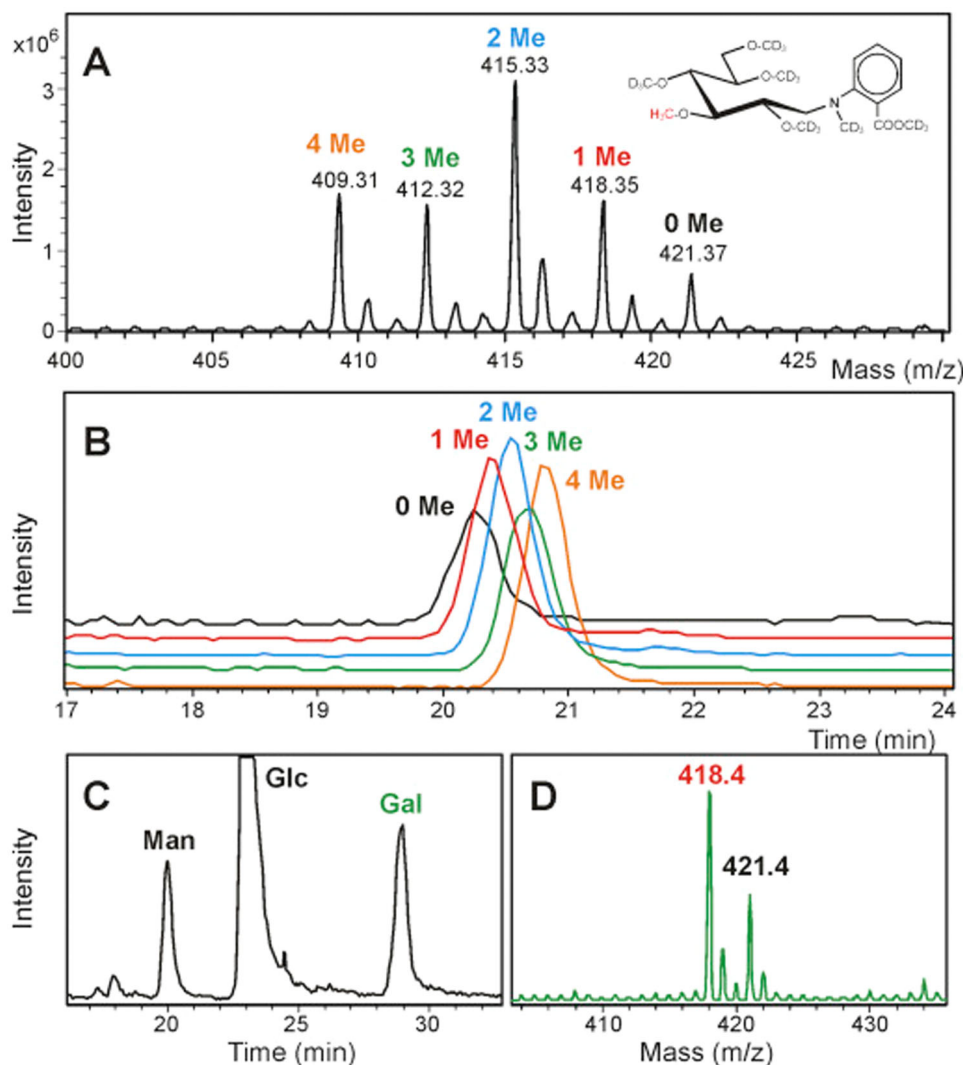 A
x10⁶
3
2
1
0
Intensity
4 Me
409.31
3 Me
412.32
2 Me
415.33
1 Me
418.35
0 Me
421.37
O-CD₃
D₃C-O
O-CD₃
H₃C-O
O-CD₃
N
CD₃
COOCD₃
400 405 410 415 420 425
Mass (m/z)
B
Intensity
0 Me
1 Me
2 Me
3 Me
4 Me
17 18 19 20 21 22 23 24
Time (min)
C
Intensity
Man
Glc
Gal
20 25 30
Time (min)
D
418.4
421.4
410 420 430
Mass (m/z)